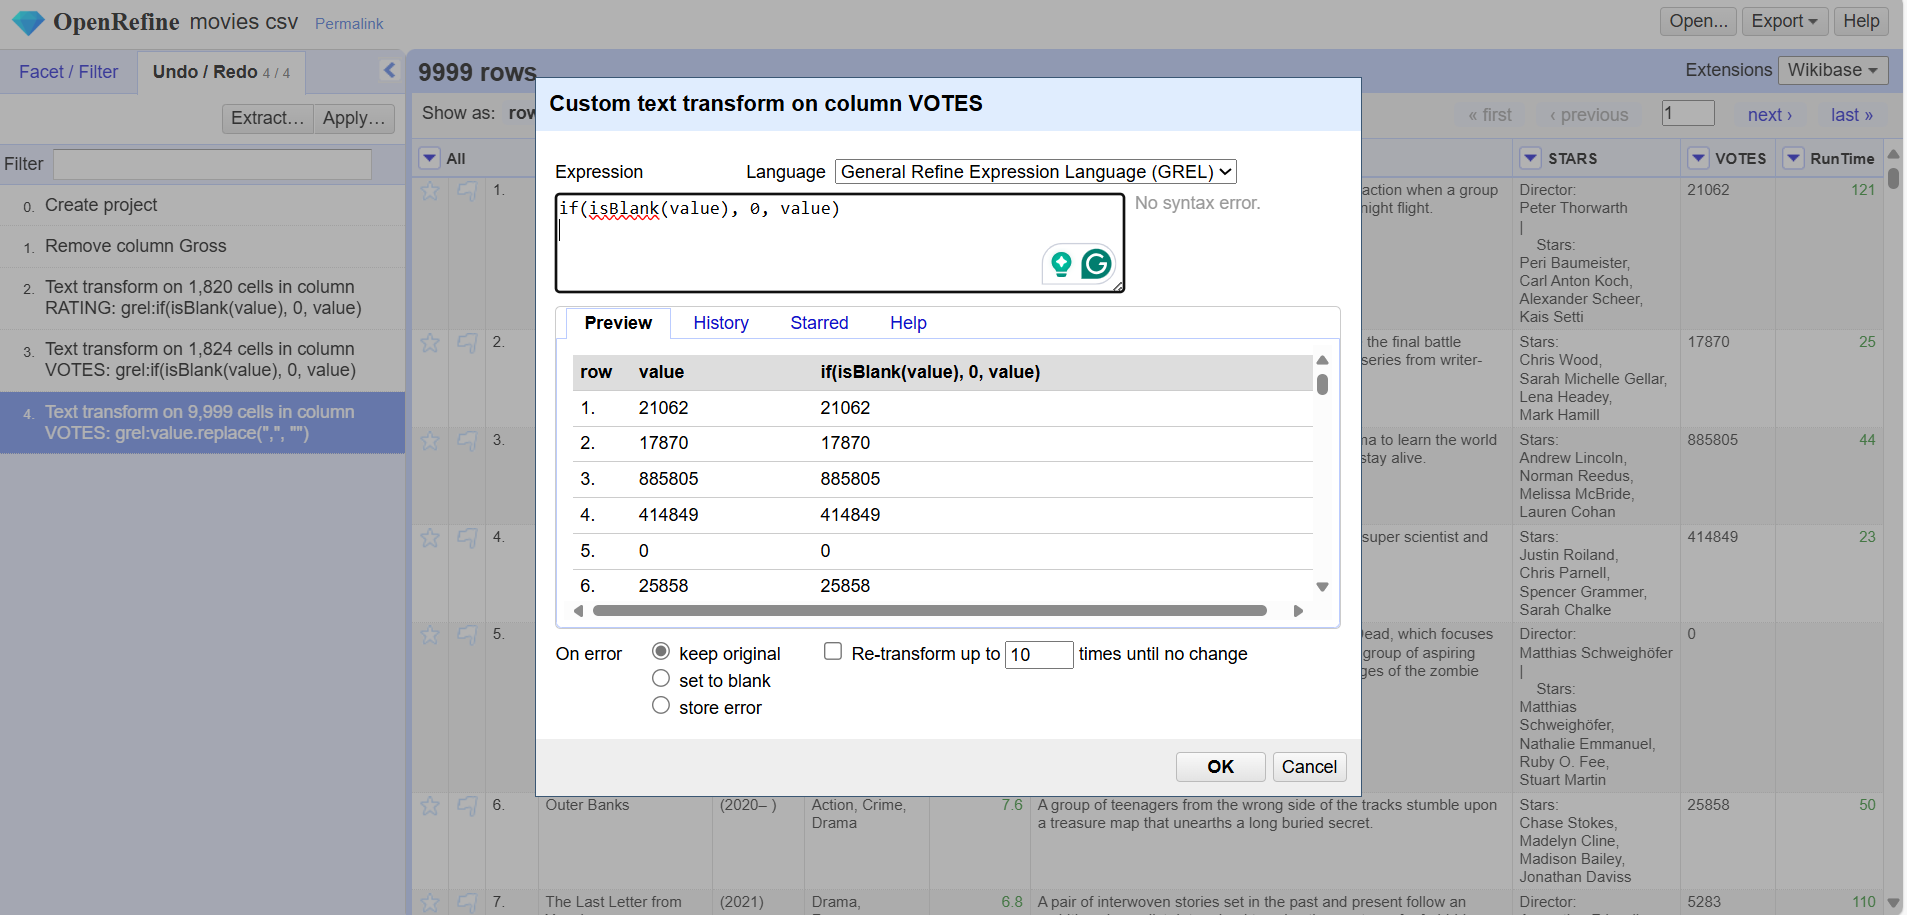 OpenRefine movies csv Permalink
Open... Export Help
Facet / Filter Undo / Redo 4 / 4
Extract... Apply...
Filter
0. Create project
1. Remove column Gross
2. Text transform on 1,820 cells in column
RATING: grel:if(isBlank(value), 0, value)
3. Text transform on 1,824 cells in column
VOTES: grel:if(isBlank(value), 0, value)
4. Text transform on 9,999 cells in column
VOTES: grel:value.replace(",", "")
9999 rows
Extensions Wikibase
Show as: row
« first ‹ previous 1 next › last »
All STARS VOTES RunTime
Custom text transform on column VOTES
Expression Language General Refine Expression Language (GREL)
if(isBlank(value), 0, value)
No syntax error.
Preview History Starred Help
row value if(isBlank(value), 0, value)
1. 21062 21062
2. 17870 17870
3. 885805 885805
4. 414849 414849
5. 0 0
6. 25858 25858
On error keep original Re-transform up to 10 times until no change
set to blank
store error
OK Cancel
1. action when a group Director: 21062 121
night flight. Peter Thorwarth
|
Stars:
Peri Baumeister,
Carl Anton Koch,
Alexander Scheer,
Kais Setti
2. the final battle Stars: 17870 25
series from writer- Chris Wood,
Sarah Michelle Gellar,
Lena Headey,
Mark Hamill
3. ma to learn the world Stars: 885805 44
stay alive. Andrew Lincoln,
Norman Reedus,
Melissa McBride,
Lauren Cohan
4. super scientist and Stars: 414849 23
Justin Roiland,
Chris Parnell,
Spencer Grammer,
Sarah Chalke
5. ead, which focuses Director: 0
group of aspiring Matthias Schweighöfer
ges of the zombie |
Stars:
Matthias
Schweighöfer,
Nathalie Emmanuel,
Ruby O. Fee,
Stuart Martin
6. Outer Banks (2020– ) Action, Crime, 7.6 A group of teenagers from the wrong side of the tracks stumble upon Stars: 25858 50
Drama a treasure map that unearths a long buried secret. Chase Stokes,
Madelyn Cline,
Madison Bailey,
Jonathan Daviss
7. The Last Letter from (2021) Drama, 6.8 A pair of interwoven stories set in the past and present follow an Director: 5283 110